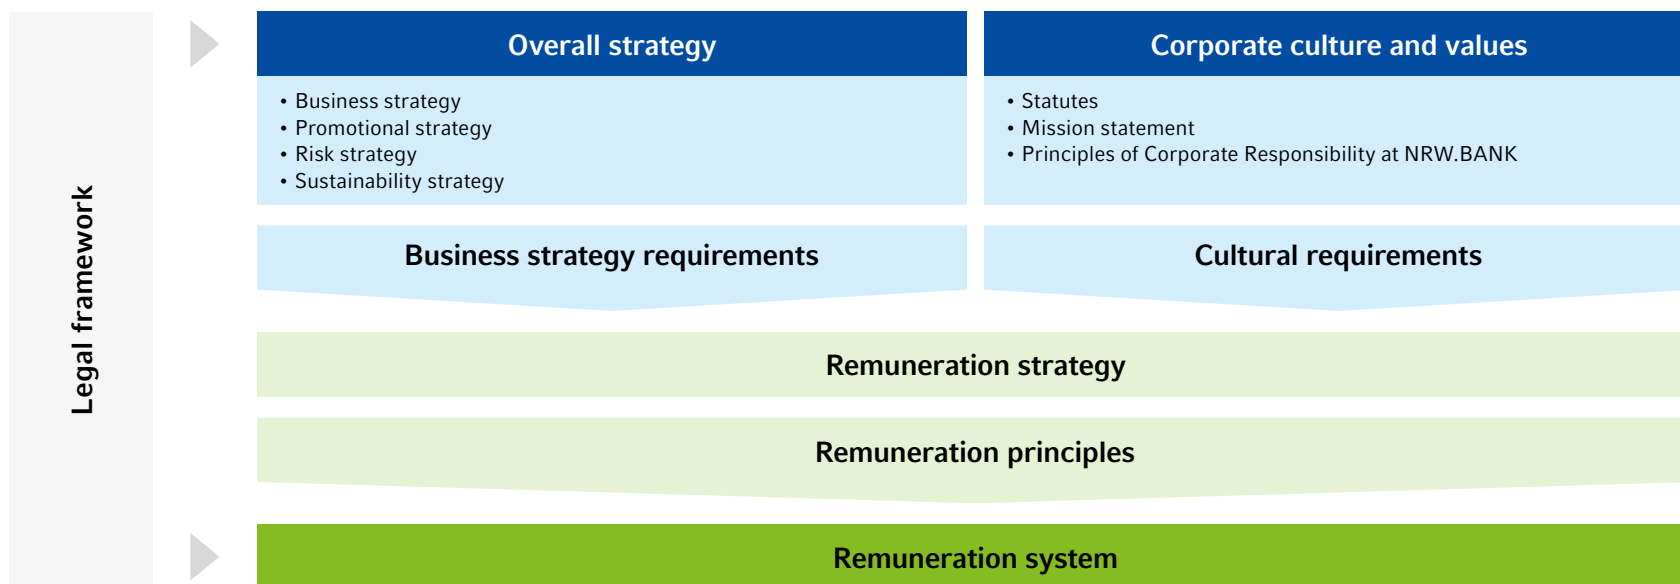 Legal framework
Overall strategy
• Business strategy
• Promotional strategy
• Risk strategy
• Sustainability strategy
Corporate culture and values
• Statutes
• Mission statement
• Principles of Corporate Responsibility at NRW.BANK
Business strategy requirements
Cultural requirements
Remuneration strategy
Remuneration principles
Remuneration system